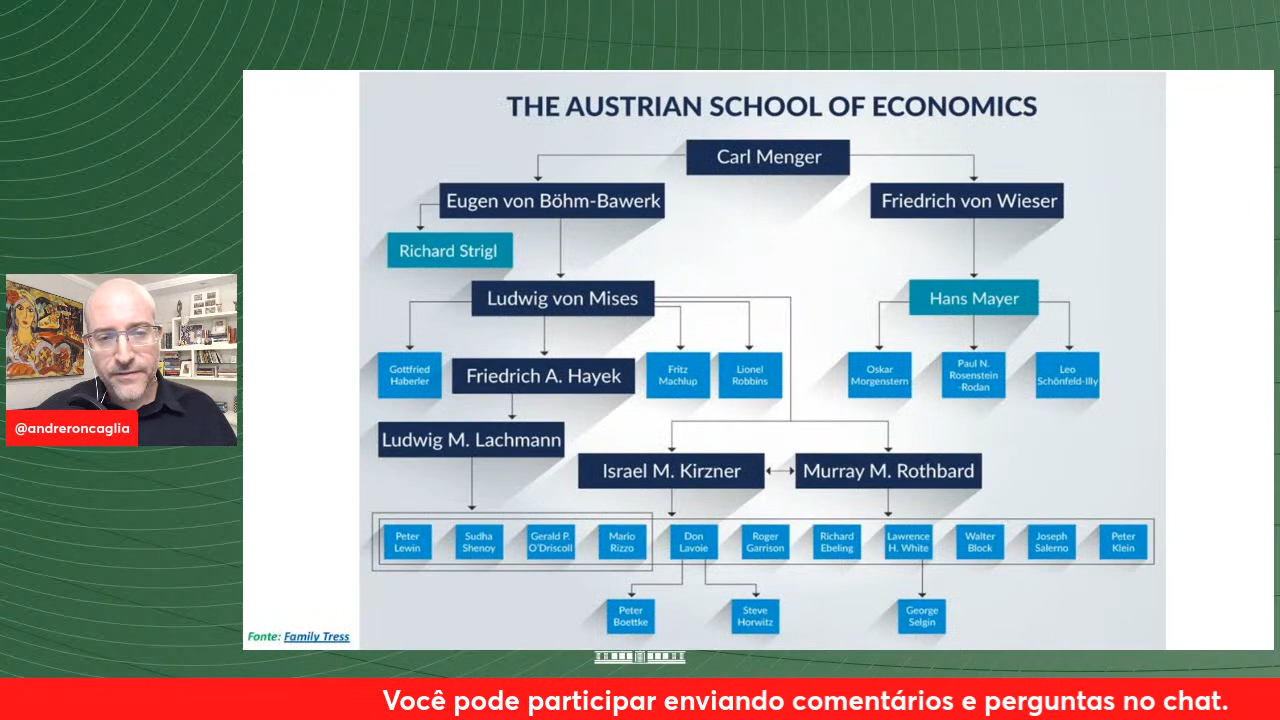 THE AUSTRIAN SCHOOL OF ECONOMICS
Carl Menger
Eugen von Böhm-Bawerk
Friedrich von Wieser
Richard Strigl
Ludwig von Mises
Hans Mayer
Gottfried
Haberler
Friedrich A. Hayek
Fritz
Machlup
Lionel
Robbins
Oskar
Morgenstern
Paul N.
Rosenstein
-Rodan
Leo
Schönfeld-Illy
Ludwig M. Lachmann
Israel M. Kirzner
Murray M. Rothbard
Peter
Lewin
Sudha
Shenoy
Gerald P.
O'Driscoll
Mario
Rizzo
Don
Lavoie
Roger
Garrison
Richard
Ebeling
Lawrence
H. White
Walter
Block
Joseph
Salerno
Peter
Klein
Peter
Boettke
Steve
Horwitz
George
Selgin
Fonte: Family Tress
@andreroncaglia
Você pode participar enviando comentários e perguntas no chat.